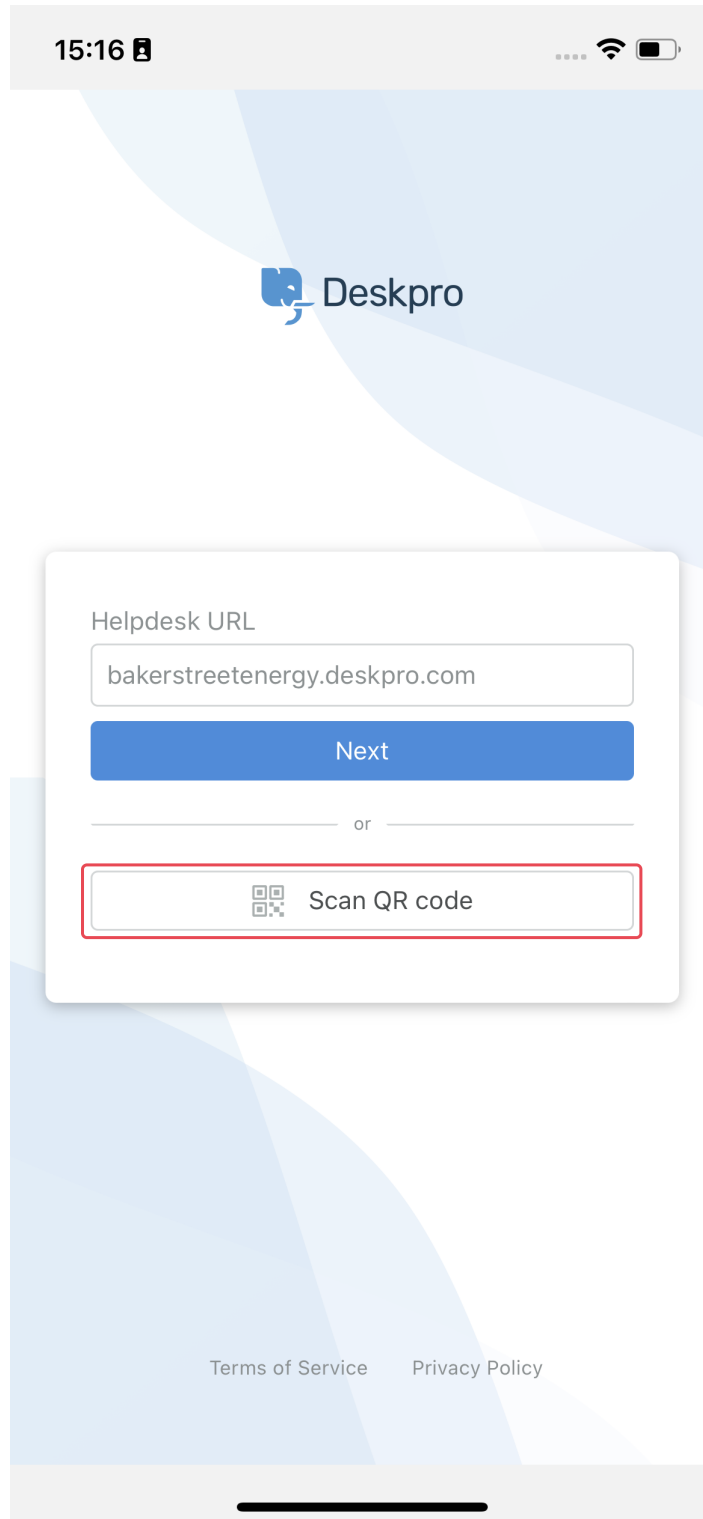 15:16
Deskpro
Helpdesk URL
bakerstreetenergy.deskpro.com
Next
or
Scan QR code
Terms of Service Privacy Policy